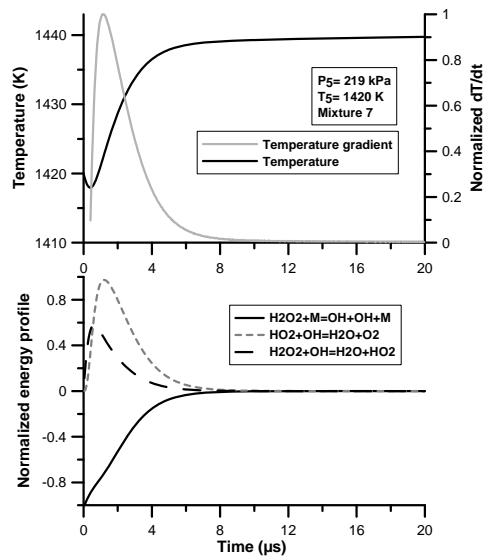 Temperature (K)
1440
1430
1420
1410
1
0.8
0.6
0.4
0.2
0
Normalized dT/dt
P5= 219 kPa
T5= 1420 K
Mixture 7
Temperature gradient
Temperature
0 4 8 12 16 20
Normalized energy profile
0.8
0.4
0
-0.4
-0.8
H2O2+M=OH+OH+M
HO2+OH=H2O+O2
H2O2+OH=H2O+HO2
0 4 8 12 16 20
Time (µs)